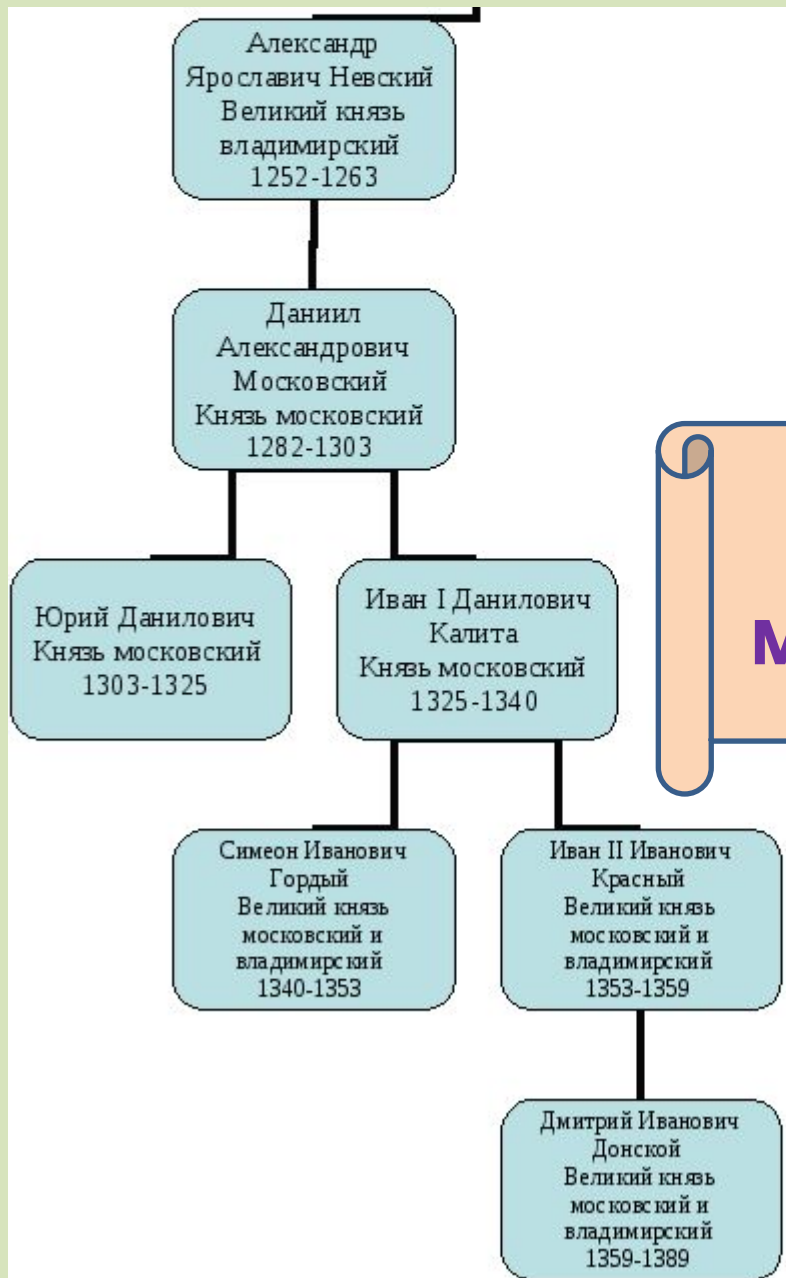 Александр
Ярославич Невский
Великий князь
владимирский
1252-1263
Даниил
Александрович
Московский
Князь московский
1282-1303
Юрий Данилович
Князь московский
1303-1325
Иван I Данилович
Калита
Князь московский
1325-1340
М
Симеон Иванович
Гордый
Великий князь
московский и
владимирский
1340-1353
Иван II Иванович
Красный
Великий князь
московский и
владимирский
1353-1359
Дмитрий Иванович
Донской
Великий князь
московский и
владимирский
1359-1389